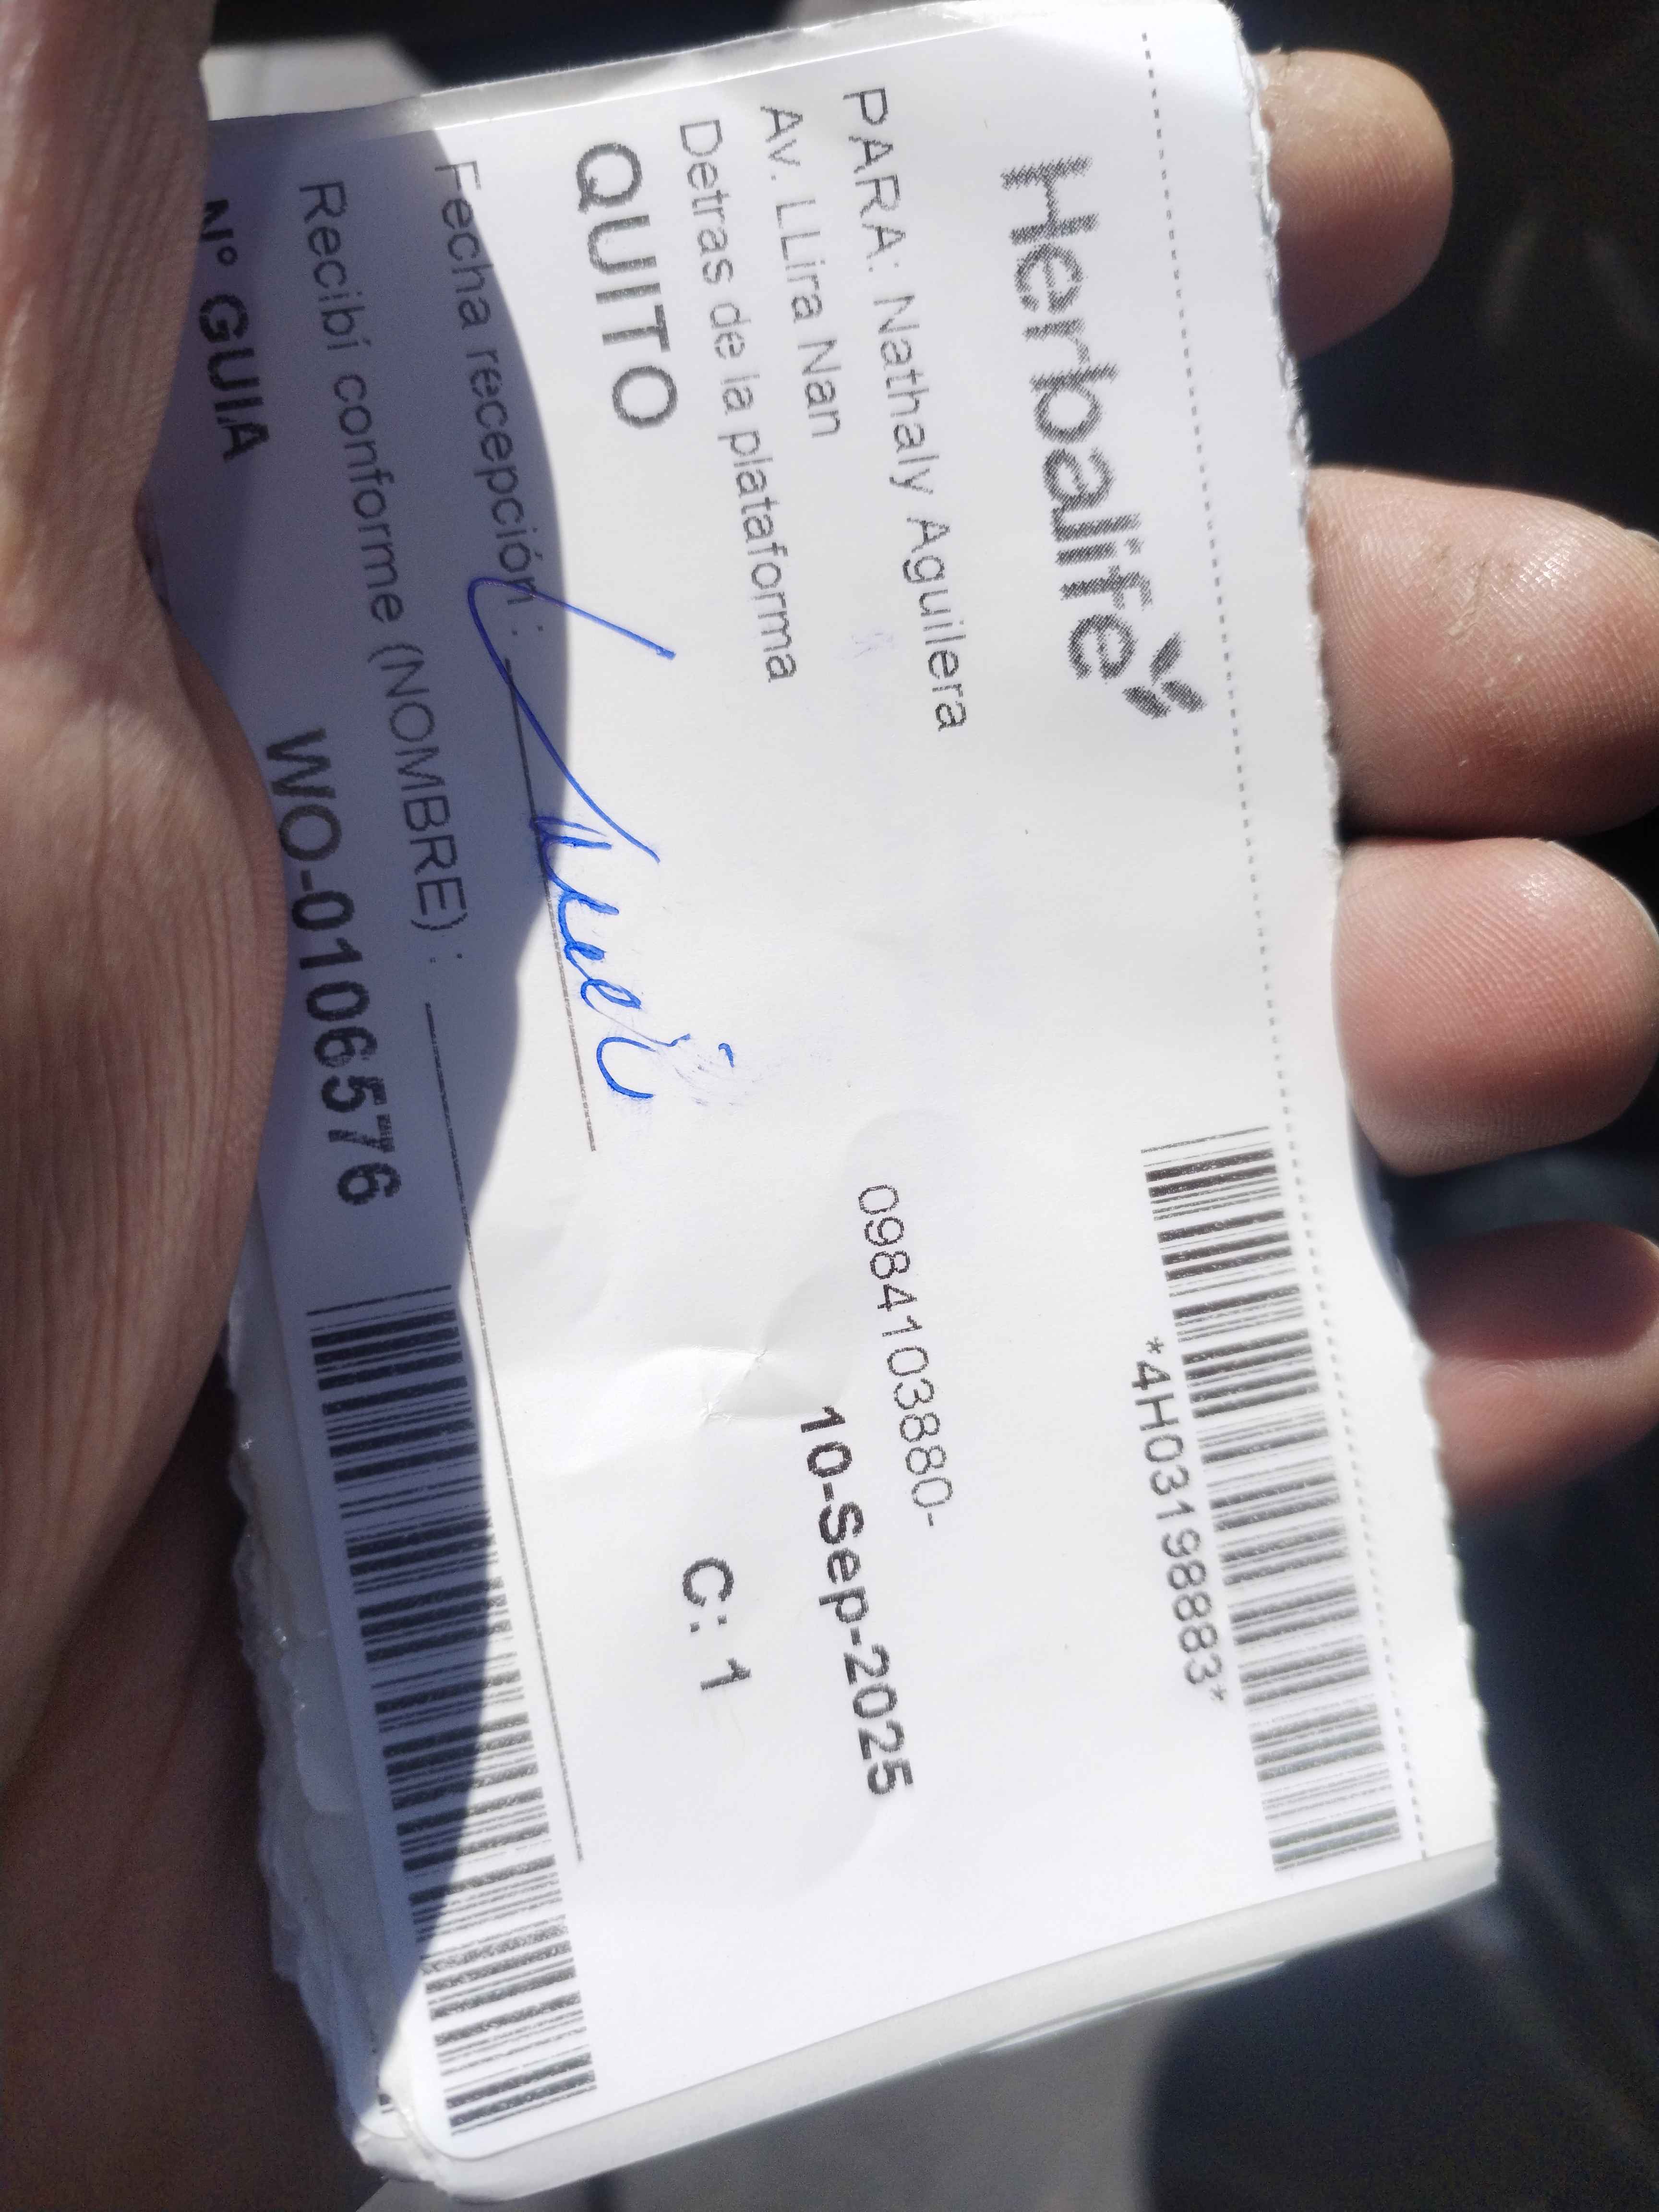 Herbalife
*4H03198883*
PARA: Nathaly Aguilera 0984103880-
Av. LLira Nan 10-Sep-2025
Detras de la plataforma
QUITO C: 1
Fecha recepción :
Recibí conforme (NOMBRE) :
N° GUIA WO-0106576